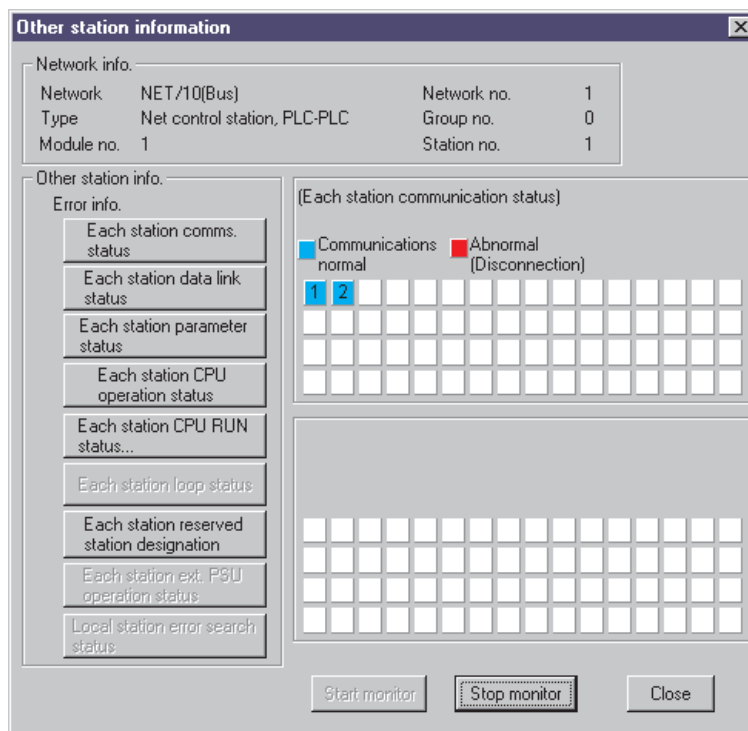 Other station information
Network info.
Network NET/10(Bus) Network no. 1
Type Net control station, PLC-PLC Group no. 0
Module no. 1 Station no. 1
Other station info.
Error info.
Each station comms.
status
Each station data link
status
Each station parameter
status
Each station CPU
operation status
Each station CPU RUN
status...
Each station loop status
Each station reserved
station designation
Each station ext. PSU
operation status
Local station error search
status
(Each station communication status)
Communications Abnormal
normal (Disconnection)
1 2
Start monitor Stop monitor Close